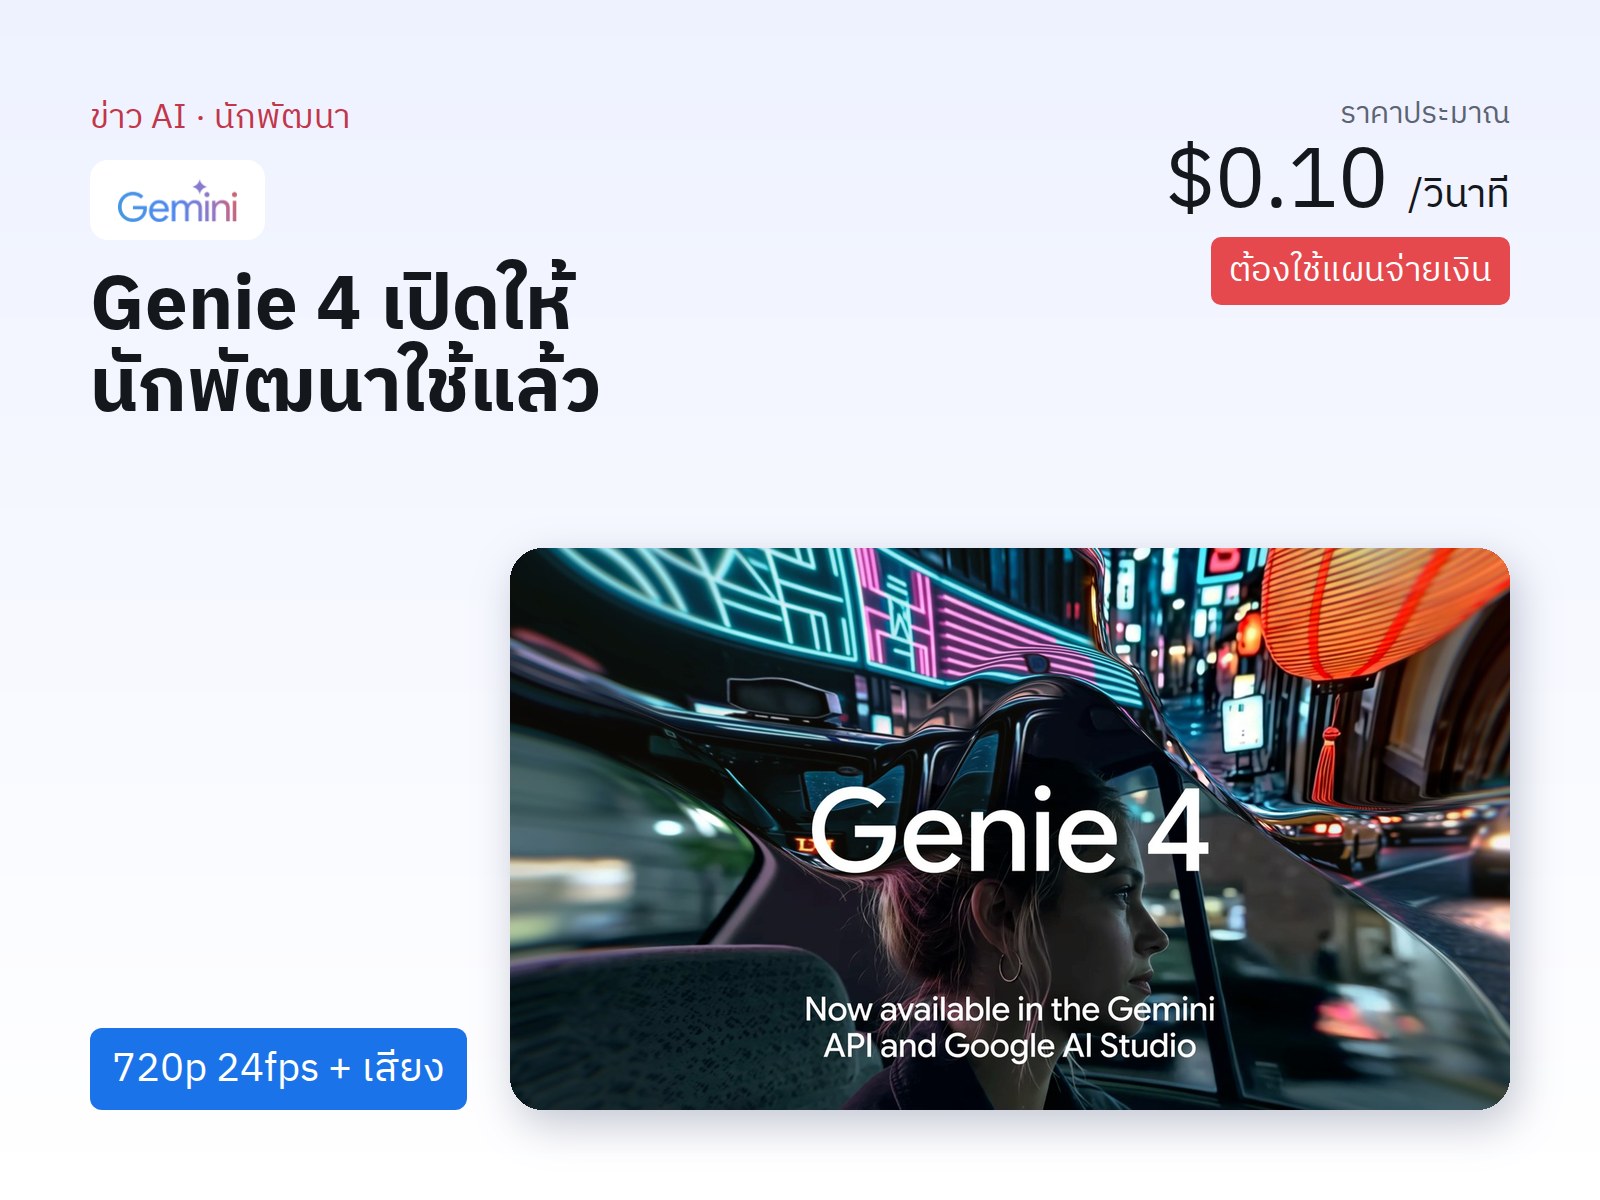 ข่าว AI · นักพัฒนา
Gemini
Genie 4 เปิดให้
นักพัฒนาใช้แล้ว
ราคาประมาณ
$0.10 /วินาที
ต้องใช้แผนจ่ายเงิน
Genie 4
Now available in the Gemini
API and Google AI Studio
720p 24fps + เสียง